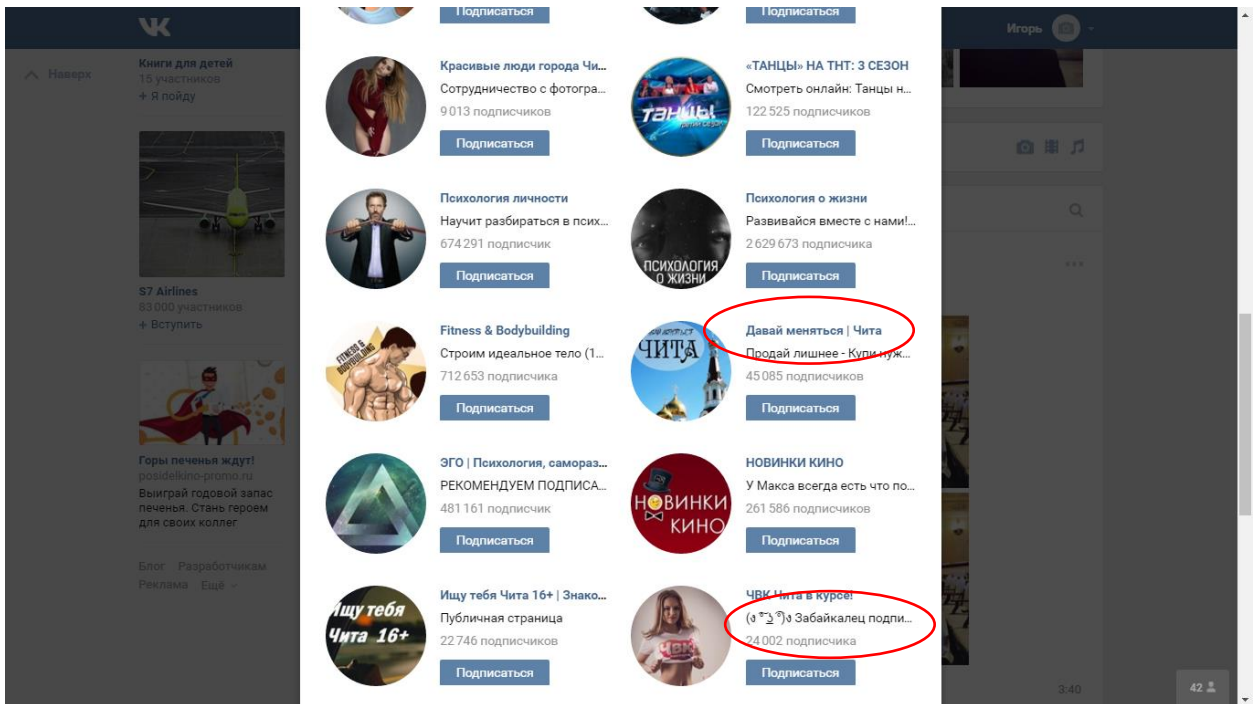 Подписаться
Подписаться
VK
Игорь
Наверх
Книги для детей
15 участников
+ Я пойду
S7 Airlines
83 000 участников
+ Вступить
Горы печенья ждут!
posidelkino-promo.ru
Выиграй годовой запас
печенья. Стань героем
для своих коллег
Блог Разработчикам
Реклама Ещё
Красивые люди города Чи...
Сотрудничество с фотогра...
9 013 подписчиков
Подписаться
ТАНЦЫ
«ТАНЦЫ» НА ТНТ: 3 СЕЗОН
Смотреть онлайн: Танцы н...
122 525 подписчиков
Подписаться
Психология личности
Научит разбираться в псих...
674 291 подписчик
Подписаться
ПСИХОЛОГИЯ
О ЖИЗНИ
Психология о жизни
Развивайся вместе с нами!...
2 629 673 подписчика
Подписаться
FITNESS &
BODYBUILDING
Fitness & Bodybuilding
Строим идеальное тело (1...
712 653 подписчика
Подписаться
ЧИТА
Давай меняться | Чита
Продай лишнее - Купи нуж...
45 085 подписчиков
Подписаться
ЭГО | Психология, самораз...
РЕКОМЕНДУЕМ ПОДПИСА...
481 161 подписчик
Подписаться
НОВИНКИ
КИНО
НОВИНКИ КИНО
У Макса всегда есть что по...
261 586 подписчиков
Подписаться
Ищу тебя
Чита 16+
Ищу тебя Чита 16+ | Знако...
Публичная страница
22 746 подписчиков
Подписаться
ЧВК
ЧВК Чита в курсе!
(ง ͠° ͟ʖ ͡°)ง Забайкалец подпи...
24 002 подписчика
Подписаться
3:40
42